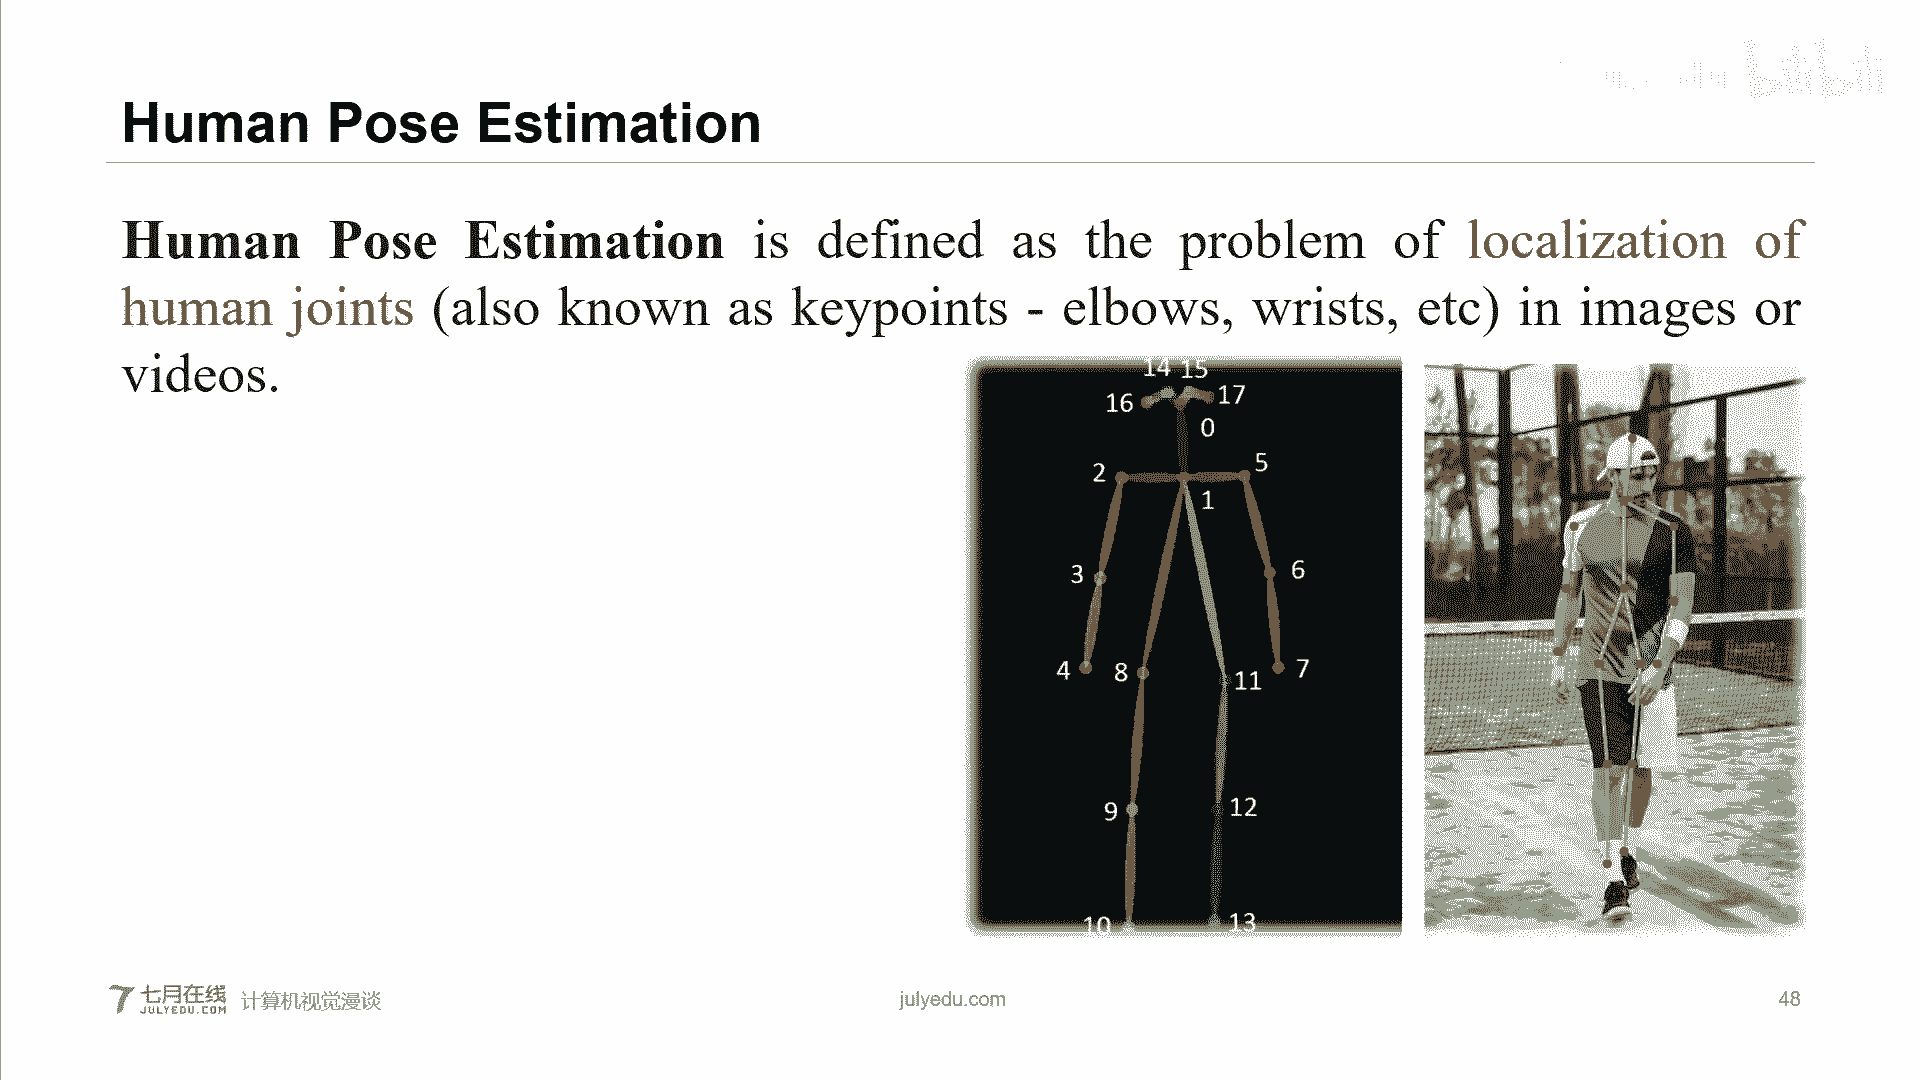 bilibili
Human Pose Estimation
Human Pose Estimation is defined as the problem of localization of
human joints (also known as keypoints - elbows, wrists, etc) in images or
videos.
14 15
16 17
0
2 5
1
3 6
4 8 11 7
9 12
10 13
七月在线
JULYEDU.COM
计算机视觉漫谈
julyedu.com
48